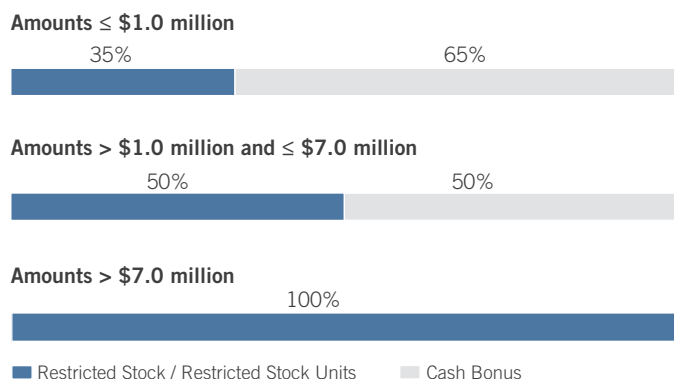 Amounts ≤ $1.0 million
35% 65%
Amounts > $1.0 million and ≤ $7.0 million
50% 50%
Amounts > $7.0 million
100%
Restricted Stock / Restricted Stock Units Cash Bonus